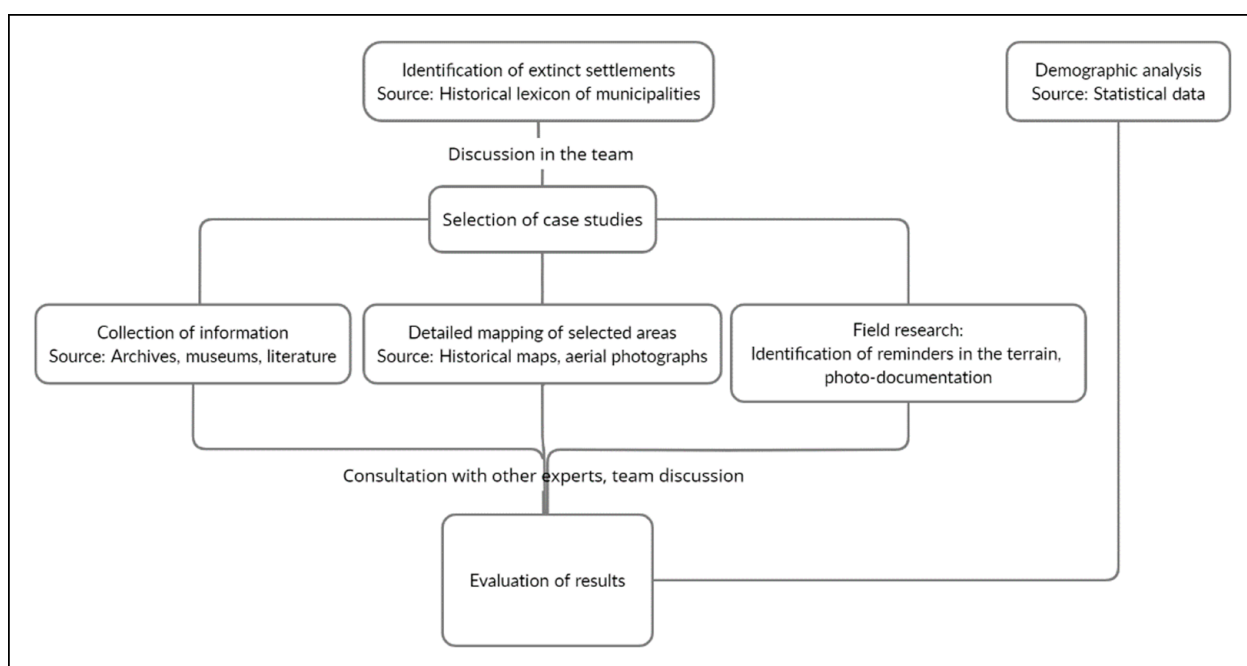 Identification of extinct settlements
Source: Historical lexicon of municipalities
Demographic analysis
Source: Statistical data
Discussion in the team
Selection of case studies
Collection of information
Source: Archives, museums, literature
Detailed mapping of selected areas
Source: Historical maps, aerial photographs
Field research:
Identification of reminders in the terrain,
photo-documentation
Consultation with other experts, team discussion
Evaluation of results